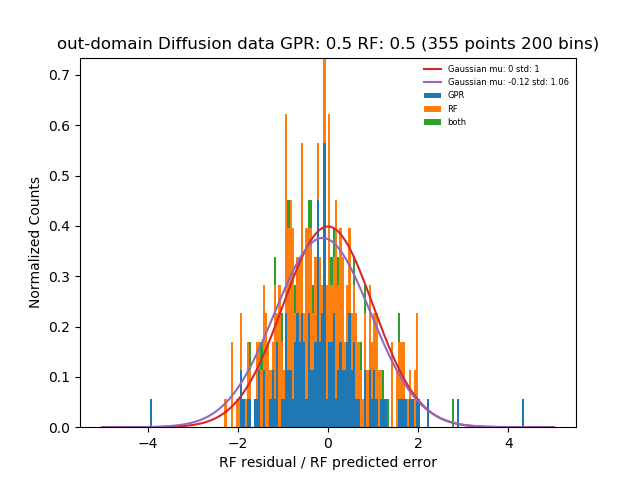 out-domain Diffusion data GPR: 0.5 RF: 0.5 (355 points 200 bins)
Gaussian mu: 0 std: 1
Gaussian mu: -0.12 std: 1.06
GPR
RF
both
Normalized Counts
0.7
0.6
0.5
0.4
0.3
0.2
0.1
0.0
−4
−2
0
2
4
RF residual / RF predicted error